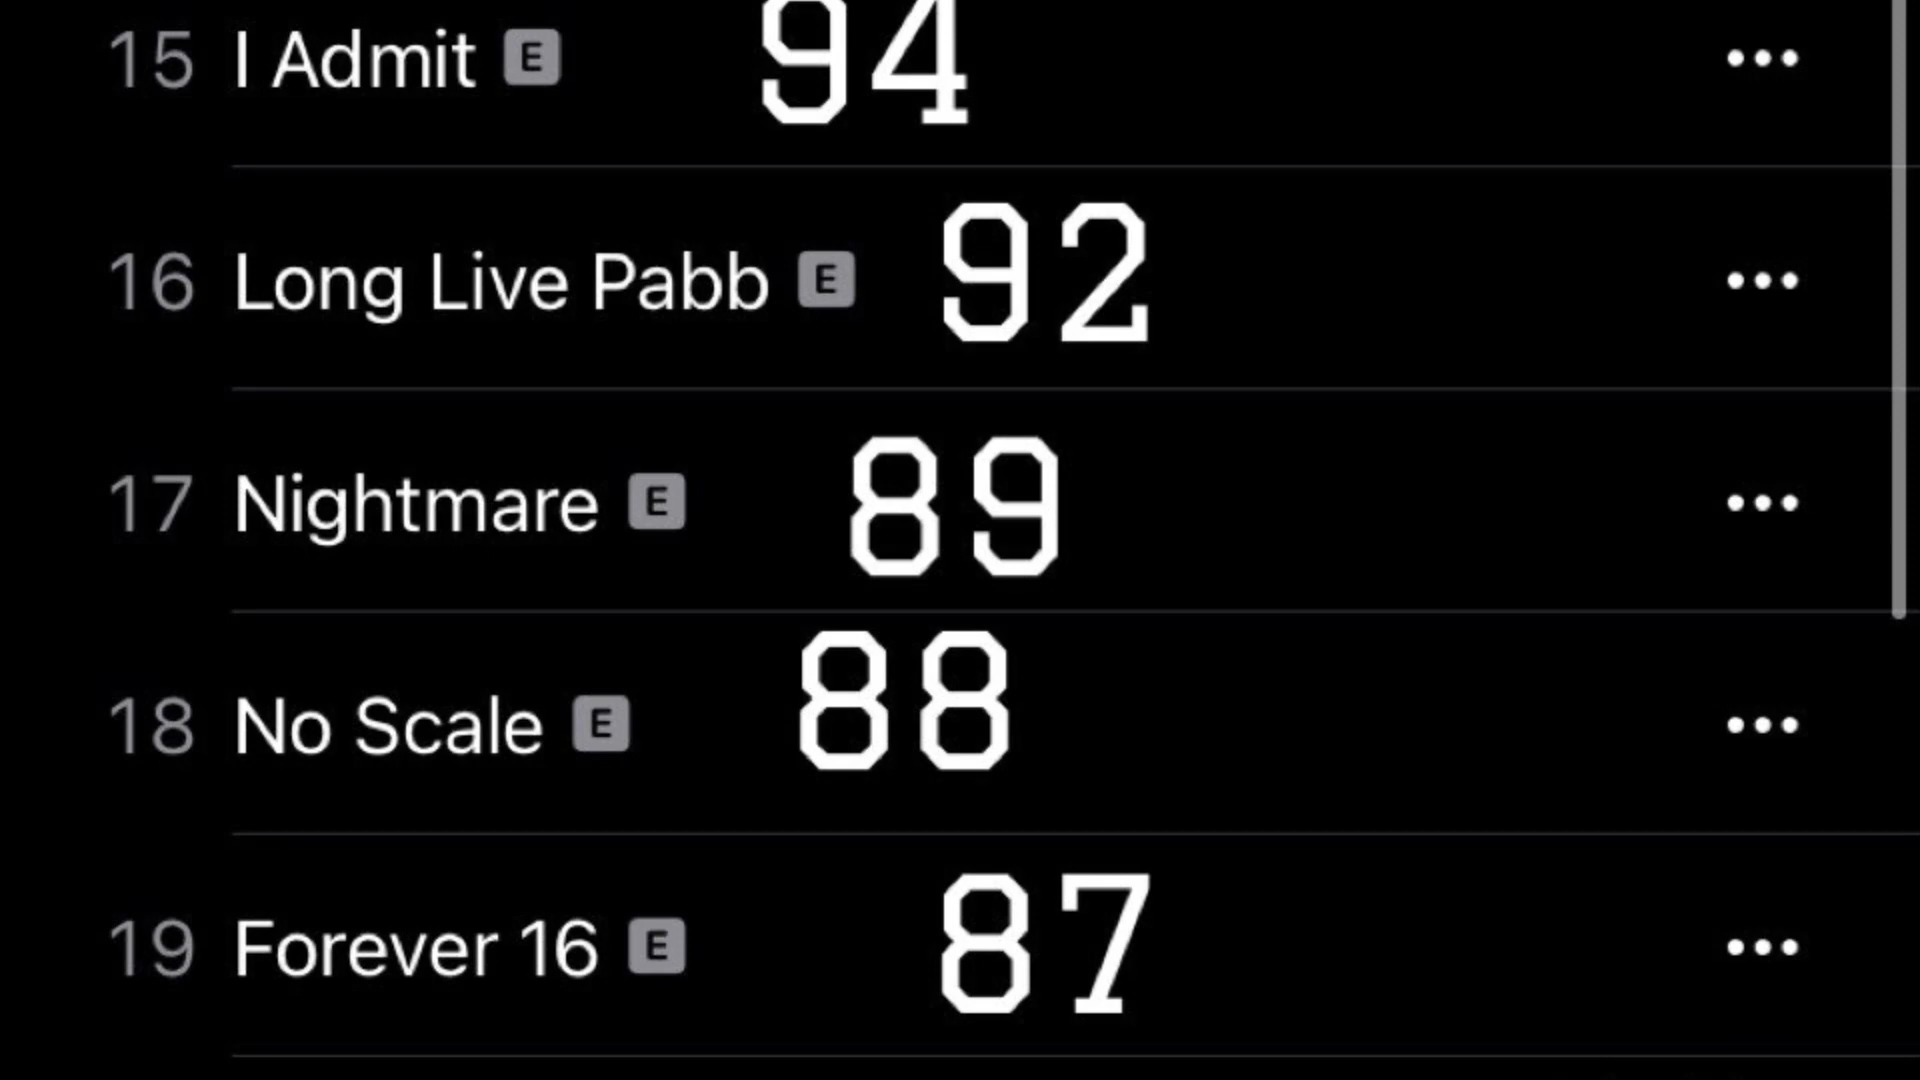 15 I Admit E 94
16 Long Live Pabb E 92
17 Nightmare E 89
18 No Scale E 88
19 Forever 16 E 87